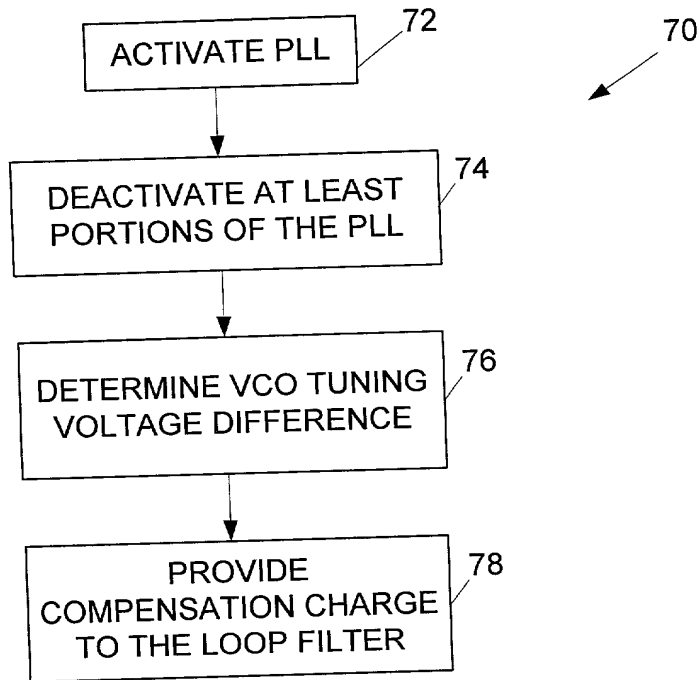 72
ACTIVATE PLL
70
74
DEACTIVATE AT LEAST
PORTIONS OF THE PLL
76
DETERMINE VCO TUNING
VOLTAGE DIFFERENCE
78
PROVIDE
COMPENSATION CHARGE
TO THE LOOP FILTER